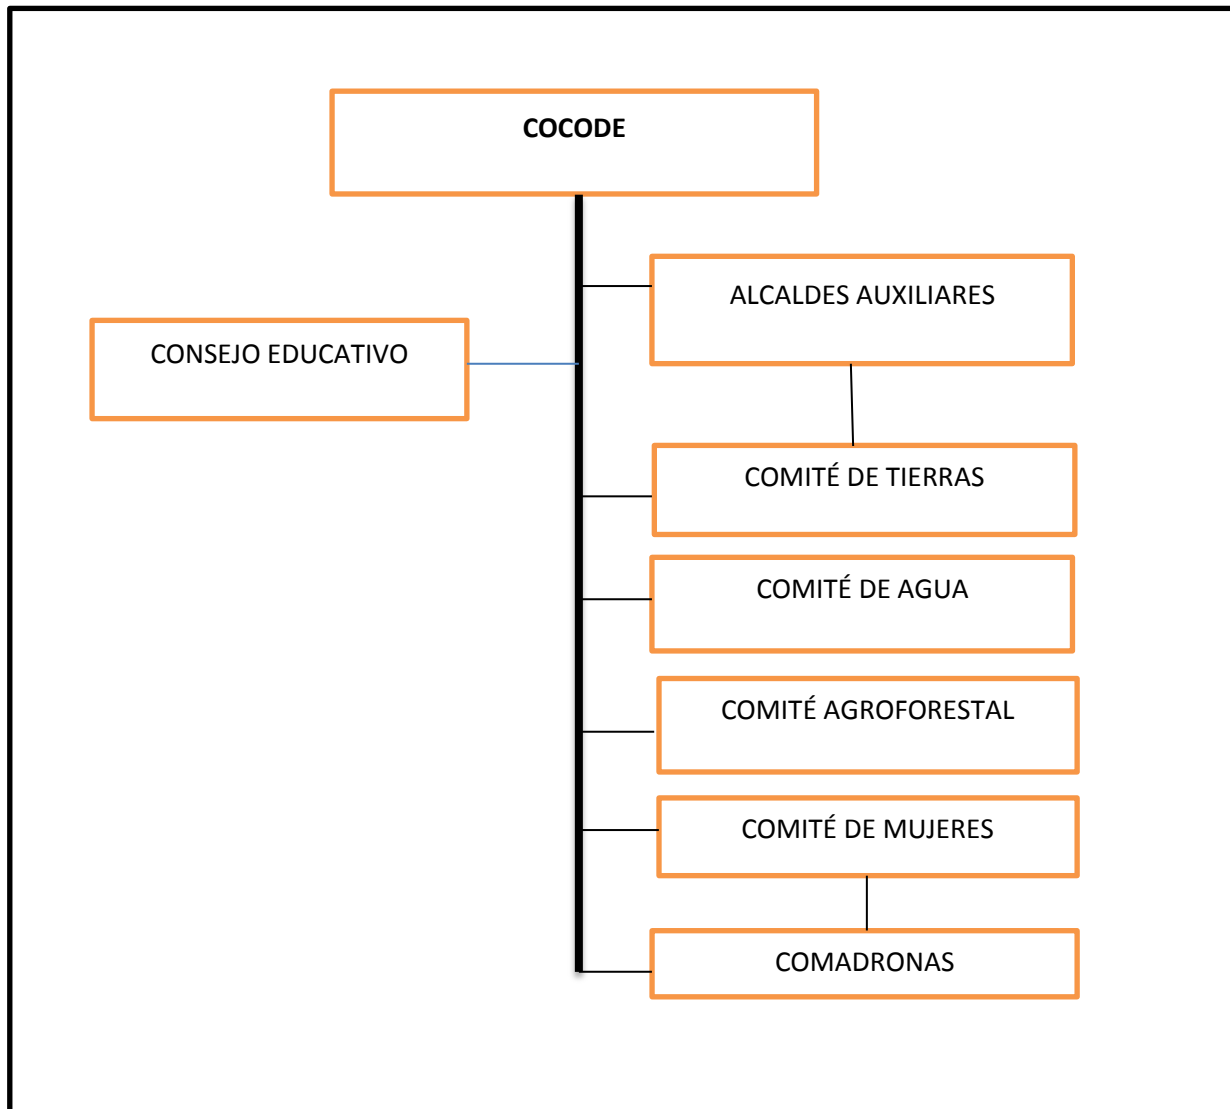 COCODE
ALCALDES AUXILIARES
CONSEJO EDUCATIVO
COMITÉ DE TIERRAS
COMITÉ DE AGUA
COMITÉ AGROFORESTAL
COMITÉ DE MUJERES
COMADRONAS